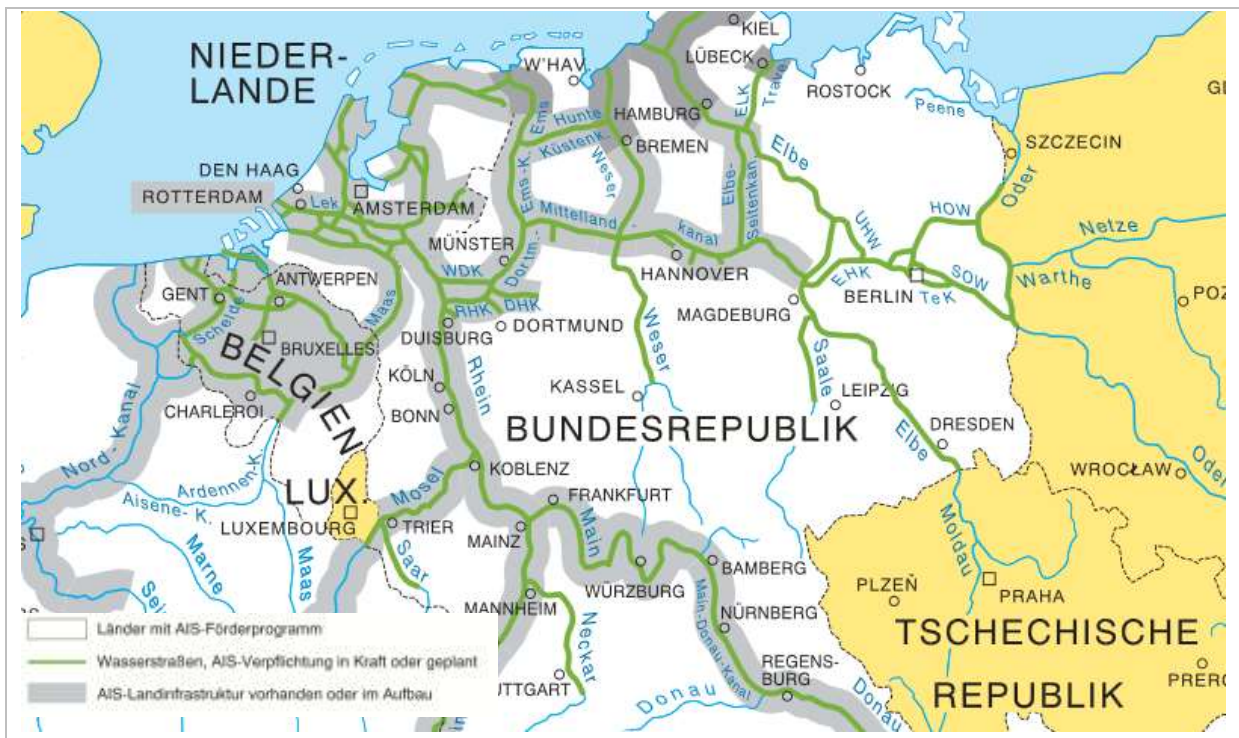 KIEL
NIEDER-
LANDE
LÜBECK
W'HAV.
ROSTOCK
Trave
ELK
Peene
HAMBURG
Ems
Hunte
Küstenk.
BREMEN
Elbe
SZCZECIN
Oder
DEN HAAG
ROTTERDAM
Lek
AMSTERDAM
Ems-K.
Weser
Elbe-
Seitenkan.
Mittelland-
kanal
UHW
HOW
Netze
MÜNSTER
Dortm.-
WDK
HANNOVER
EHK
SOW
Warthe
BERLIN
TeK
GENT
ANTWERPEN
Maas
RHK
DHK
MAGDEBURG
Schelde
BRUXELLES
DUISBURG
DORTMUND
Weser
Saale
BELGIEN
KÖLN
Rhein
KASSEL
LEIPZIG
CHARLEROI
BONN
BUNDESREPUBLIK
Elbe
DRESDEN
Nord-Kanal
WROCŁAW
Oder
KOBLENZ
Ardennen-K.
Aisene-K.
Mosel
LUX.
FRANKFURT
LUXEMBOURG
TRIER
MAINZ
Main
Moldau
Marne
Maas
Saar
WÜRZBURG
BAMBERG
PLZEŇ
PRAHA
MANNHEIM
Neckar
Main-Donau-Kanal
NÜRNBERG
TSCHECHISCHE
REPUBLIK
REGENS-
BURG
Donau
Donau
Länder mit AIS-Förderprogramm
Wasserstraßen, AIS-Verpflichtung in Kraft oder geplant
AIS-Landinfrastruktur vorhanden oder im Aufbau